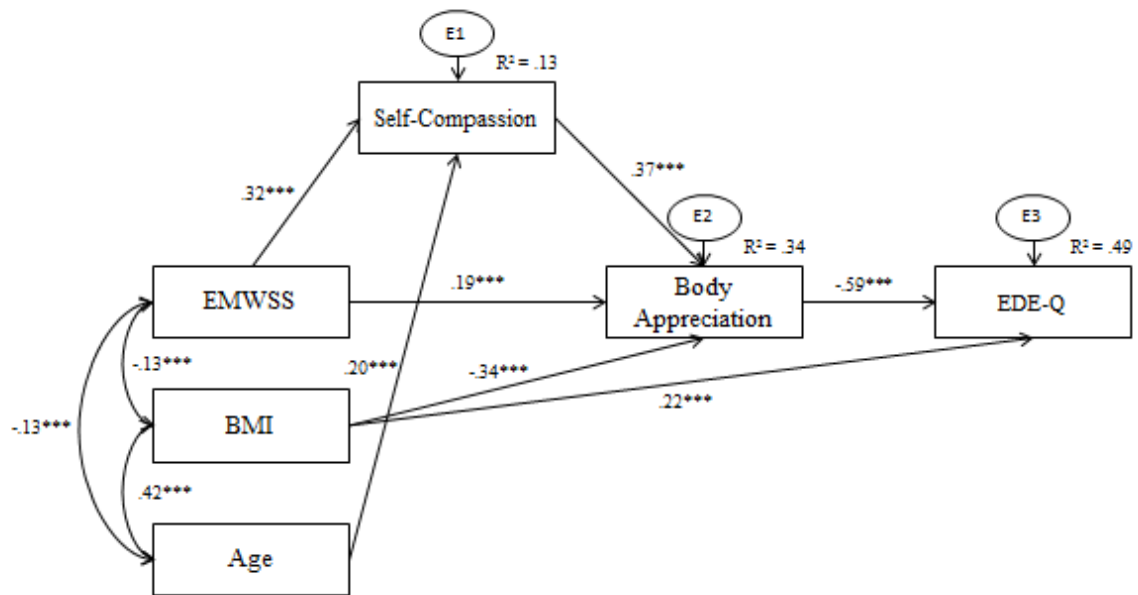 E1
R² = .13
Self-Compassion
.32***
.37***
E2
R² = .34
E3
R² = .49
EMWSS
.19***
Body
Appreciation
-.59***
EDE-Q
-.13***
.20***
-.34***
.22***
BMI
-.13***
.42***
Age